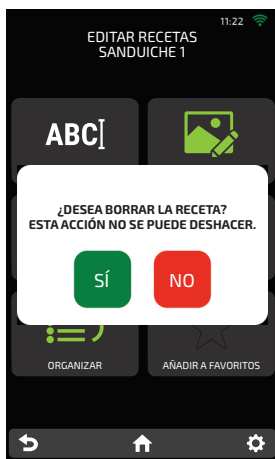 11:22
EDITAR RECETAS
SANDUICHE 1
ABC
¿DESEA BORRAR LA RECETA?
ESTA ACCIÓN NO SE PUEDE DESHACER.
SÍ
NO
ORGANIZAR
AÑADIR A FAVORITOS